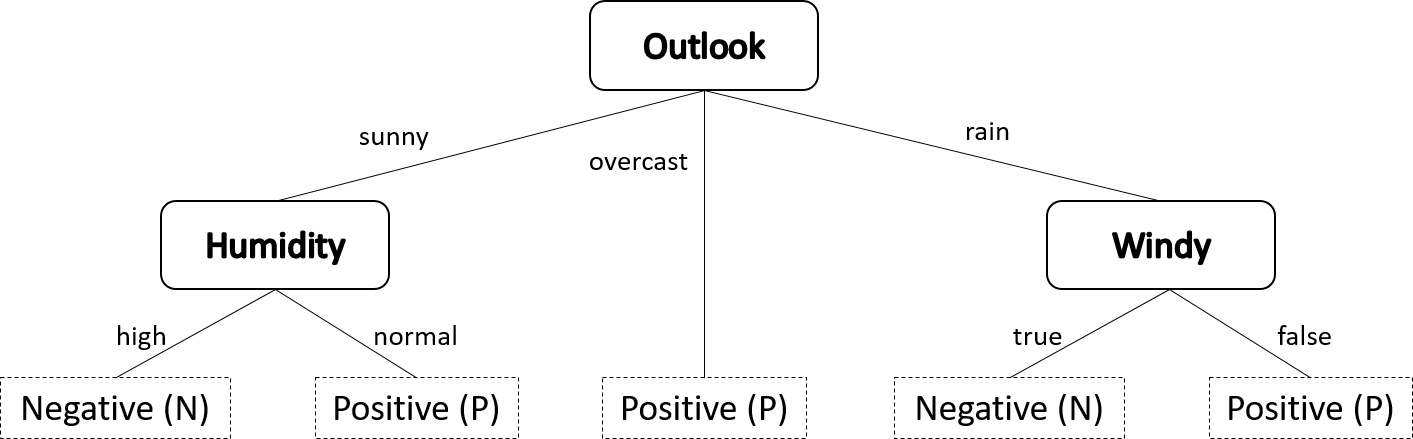 Outlook
sunny
overcast
rain
Humidity
Windy
high
normal
true
false
Negative (N)
Positive (P)
Positive (P)
Negative (N)
Positive (P)